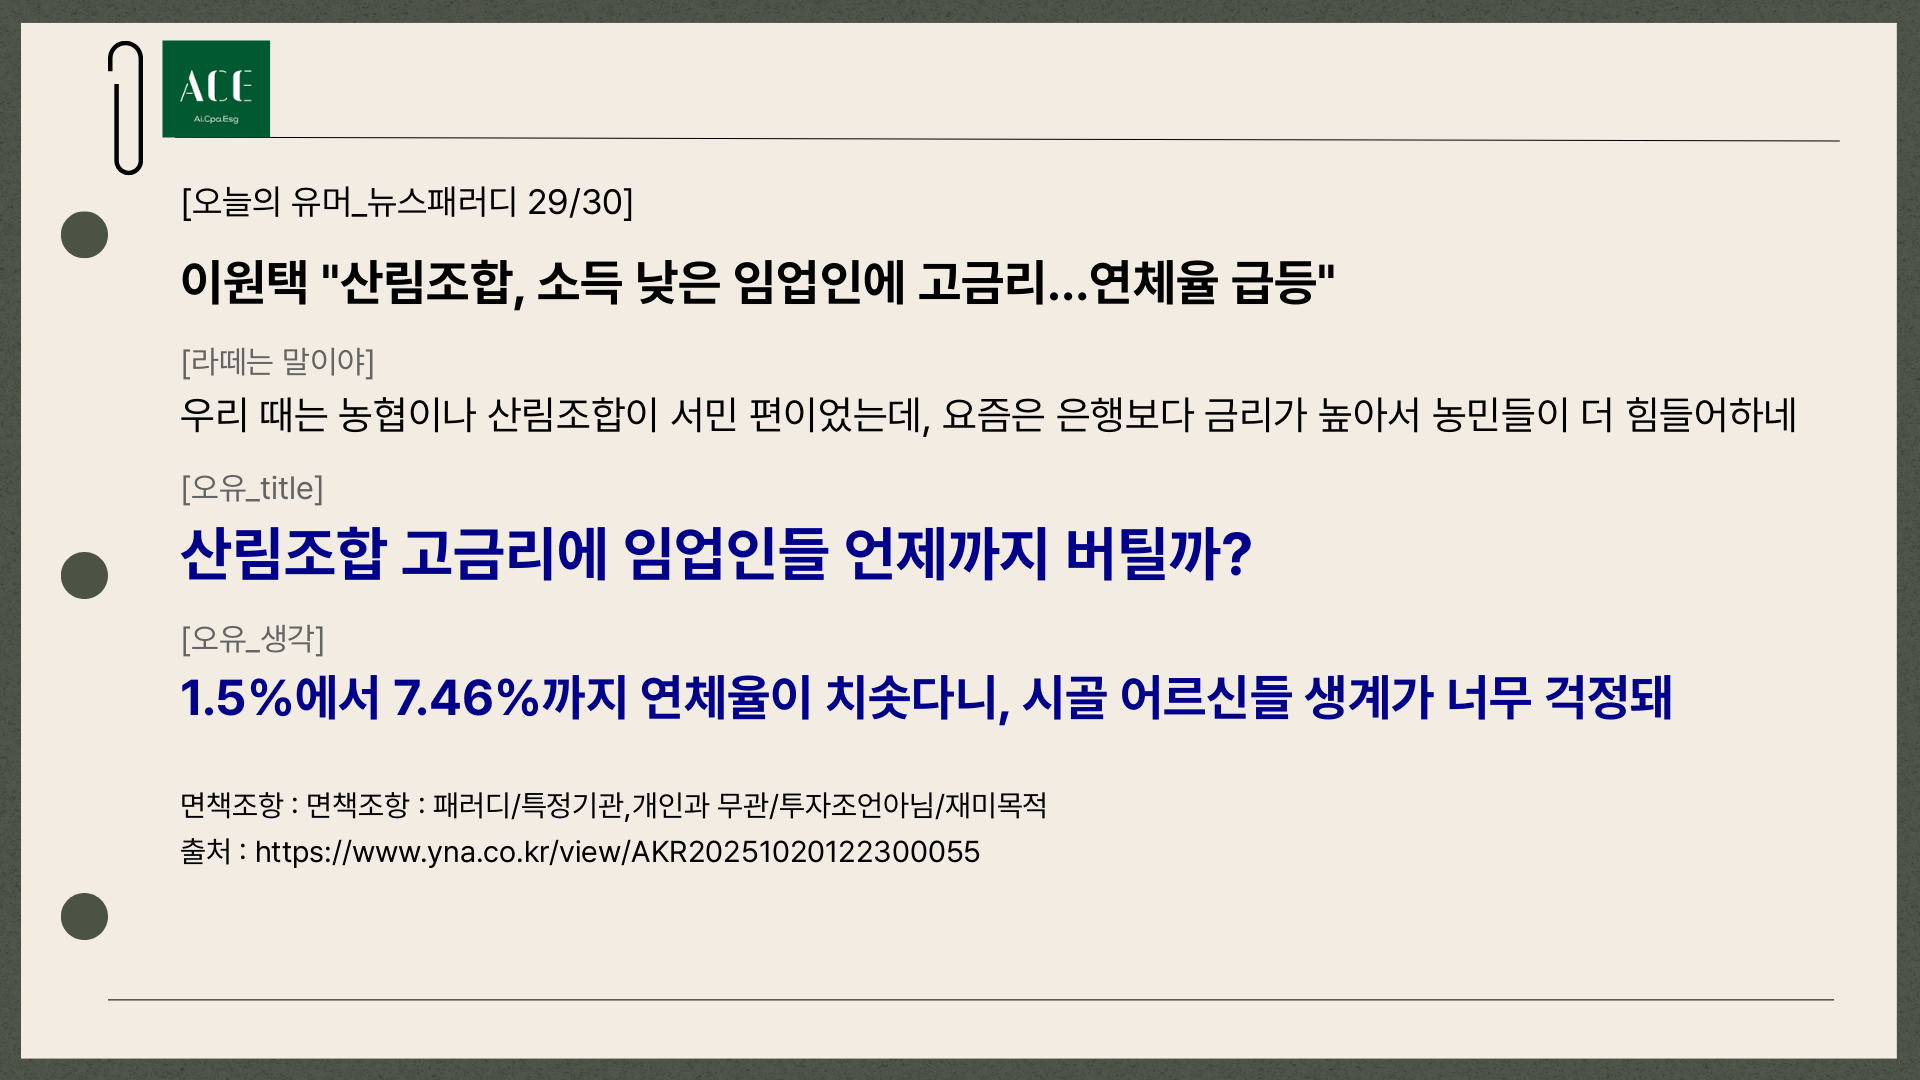 ACE
Ai.Cpa.Esg
[오늘의 유머_뉴스패러디 29/30]
이원택 "산림조합, 소득 낮은 임업인에 고금리...연체율 급등"
[라떼는 말이야]
우리 때는 농협이나 산림조합이 서민 편이었는데, 요즘은 은행보다 금리가 높아서 농민들이 더 힘들어하네
[오유_title]
산림조합 고금리에 임업인들 언제까지 버틸까?
[오유_생각]
1.5%에서 7.46%까지 연체율이 치솟다니, 시골 어르신들 생계가 너무 걱정돼
면책조항 : 면책조항 : 패러디/특정기관,개인과 무관/투자조언아님/재미목적
출처 : https://www.yna.co.kr/view/AKR20251020122300055